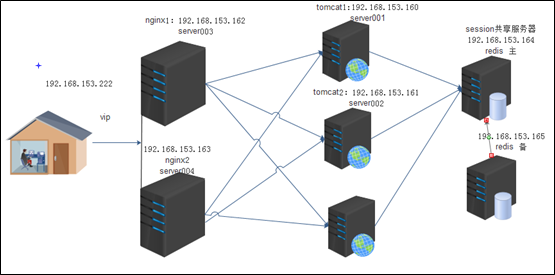 nginx1: 192.168.153.162
server003
tomcat1:192.168.153.160
server001
session共享服务器
192.168.153.164
redis 主
192.168.153.222
vip
tomcat2: 192.168.153.161
server002
192.168.153.163
nginx2
server004
193.168.153.165
redis 备